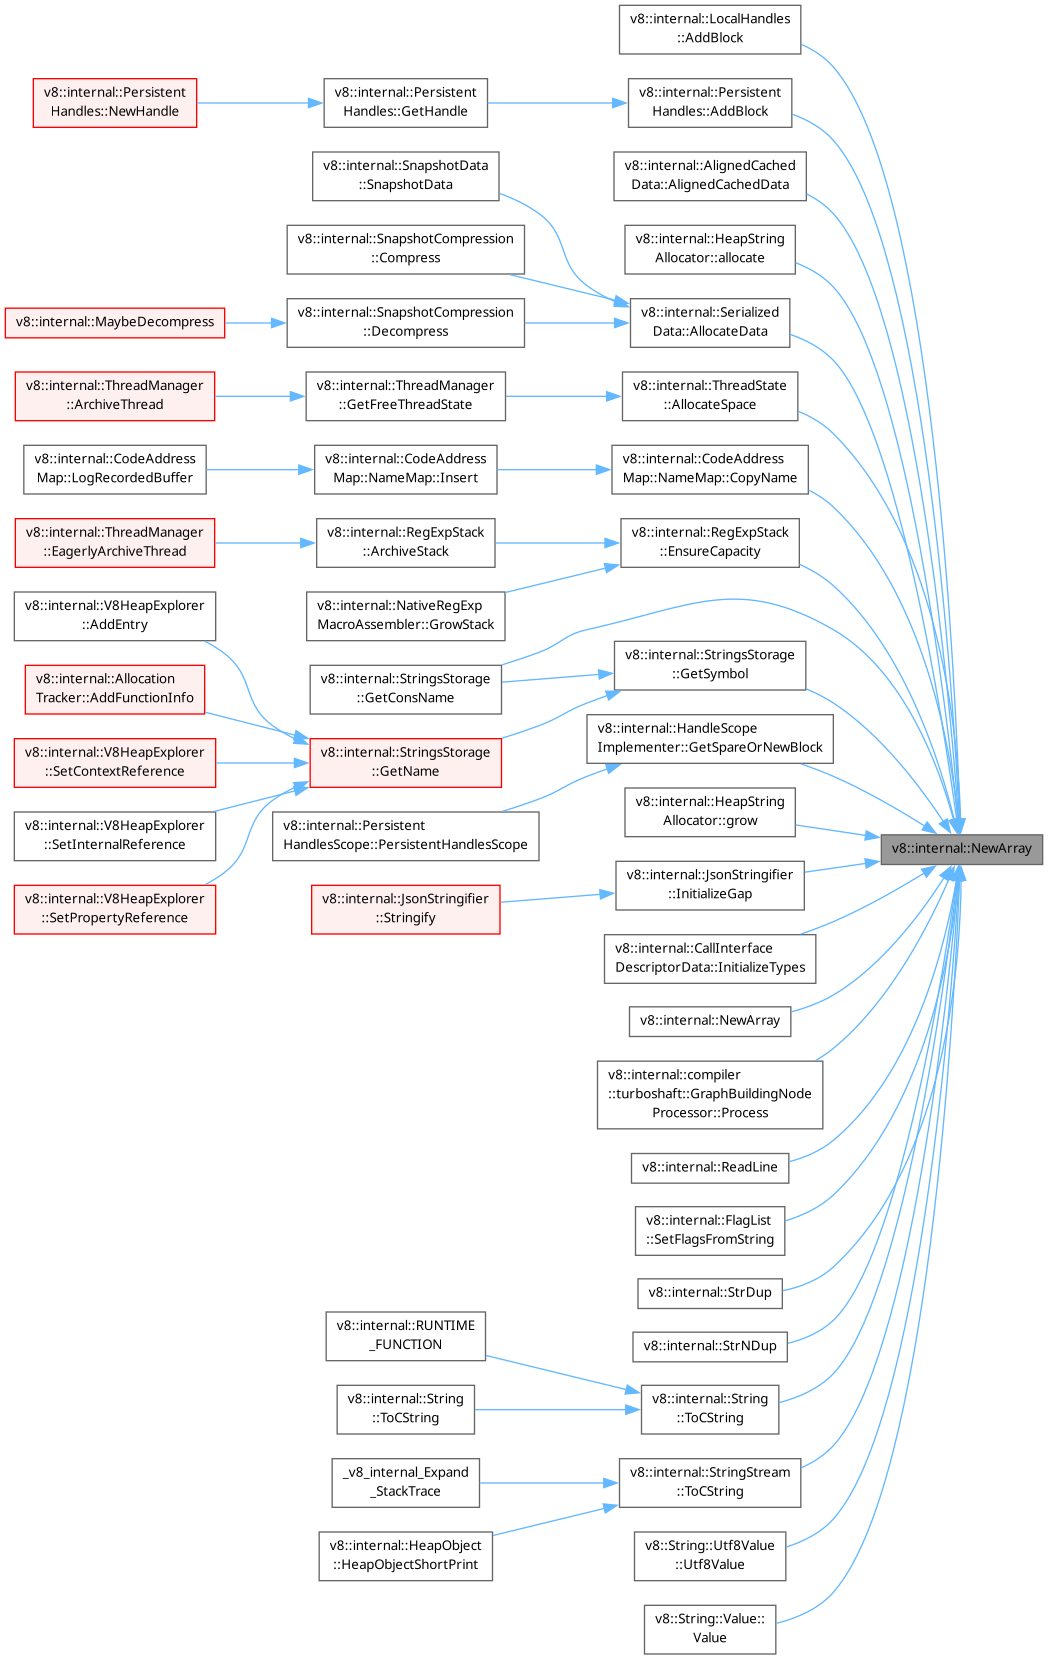 v8::internal::LocalHandles
::AddBlock
v8::internal::Persistent
Handles::NewHandle
v8::internal::Persistent
Handles::GetHandle
v8::internal::Persistent
Handles::AddBlock
v8::internal::SnapshotData
::SnapshotData
v8::internal::AlignedCached
Data::AlignedCachedData
v8::internal::SnapshotCompression
::Compress
v8::internal::HeapString
Allocator::allocate
v8::internal::MaybeDecompress
v8::internal::SnapshotCompression
::Decompress
v8::internal::Serialized
Data::AllocateData
v8::internal::ThreadManager
::ArchiveThread
v8::internal::ThreadManager
::GetFreeThreadState
v8::internal::ThreadState
::AllocateSpace
v8::internal::CodeAddress
Map::LogRecordedBuffer
v8::internal::CodeAddress
Map::NameMap::Insert
v8::internal::CodeAddress
Map::NameMap::CopyName
v8::internal::ThreadManager
::EagerlyArchiveThread
v8::internal::RegExpStack
::ArchiveStack
v8::internal::RegExpStack
::EnsureCapacity
v8::internal::V8HeapExplorer
::AddEntry
v8::internal::NativeRegExp
MacroAssembler::GrowStack
v8::internal::Allocation
Tracker::AddFunctionInfo
v8::internal::StringsStorage
::GetConsName
v8::internal::StringsStorage
::GetSymbol
v8::internal::V8HeapExplorer
::SetContextReference
v8::internal::StringsStorage
::GetName
v8::internal::HandleScope
Implementer::GetSpareOrNewBlock
v8::internal::V8HeapExplorer
::SetInternalReference
v8::internal::Persistent
HandlesScope::PersistentHandlesScope
v8::internal::HeapString
Allocator::grow
v8::internal::NewArray
v8::internal::V8HeapExplorer
::SetPropertyReference
v8::internal::JsonStringifier
::Stringify
v8::internal::JsonStringifier
::InitializeGap
v8::internal::CallInterface
DescriptorData::InitializeTypes
v8::internal::NewArray
v8::internal::compiler
::turboshaft::GraphBuildingNode
Processor::Process
v8::internal::ReadLine
v8::internal::FlagList
::SetFlagsFromString
v8::internal::StrDup
v8::internal::RUNTIME
_FUNCTION
v8::internal::StrNDup
v8::internal::String
::ToCString
v8::internal::String
::ToCString
_v8_internal_Expand
_StackTrace
v8::internal::StringStream
::ToCString
v8::internal::HeapObject
::HeapObjectShortPrint
v8::String::Utf8Value
::Utf8Value
v8::String::Value::
Value